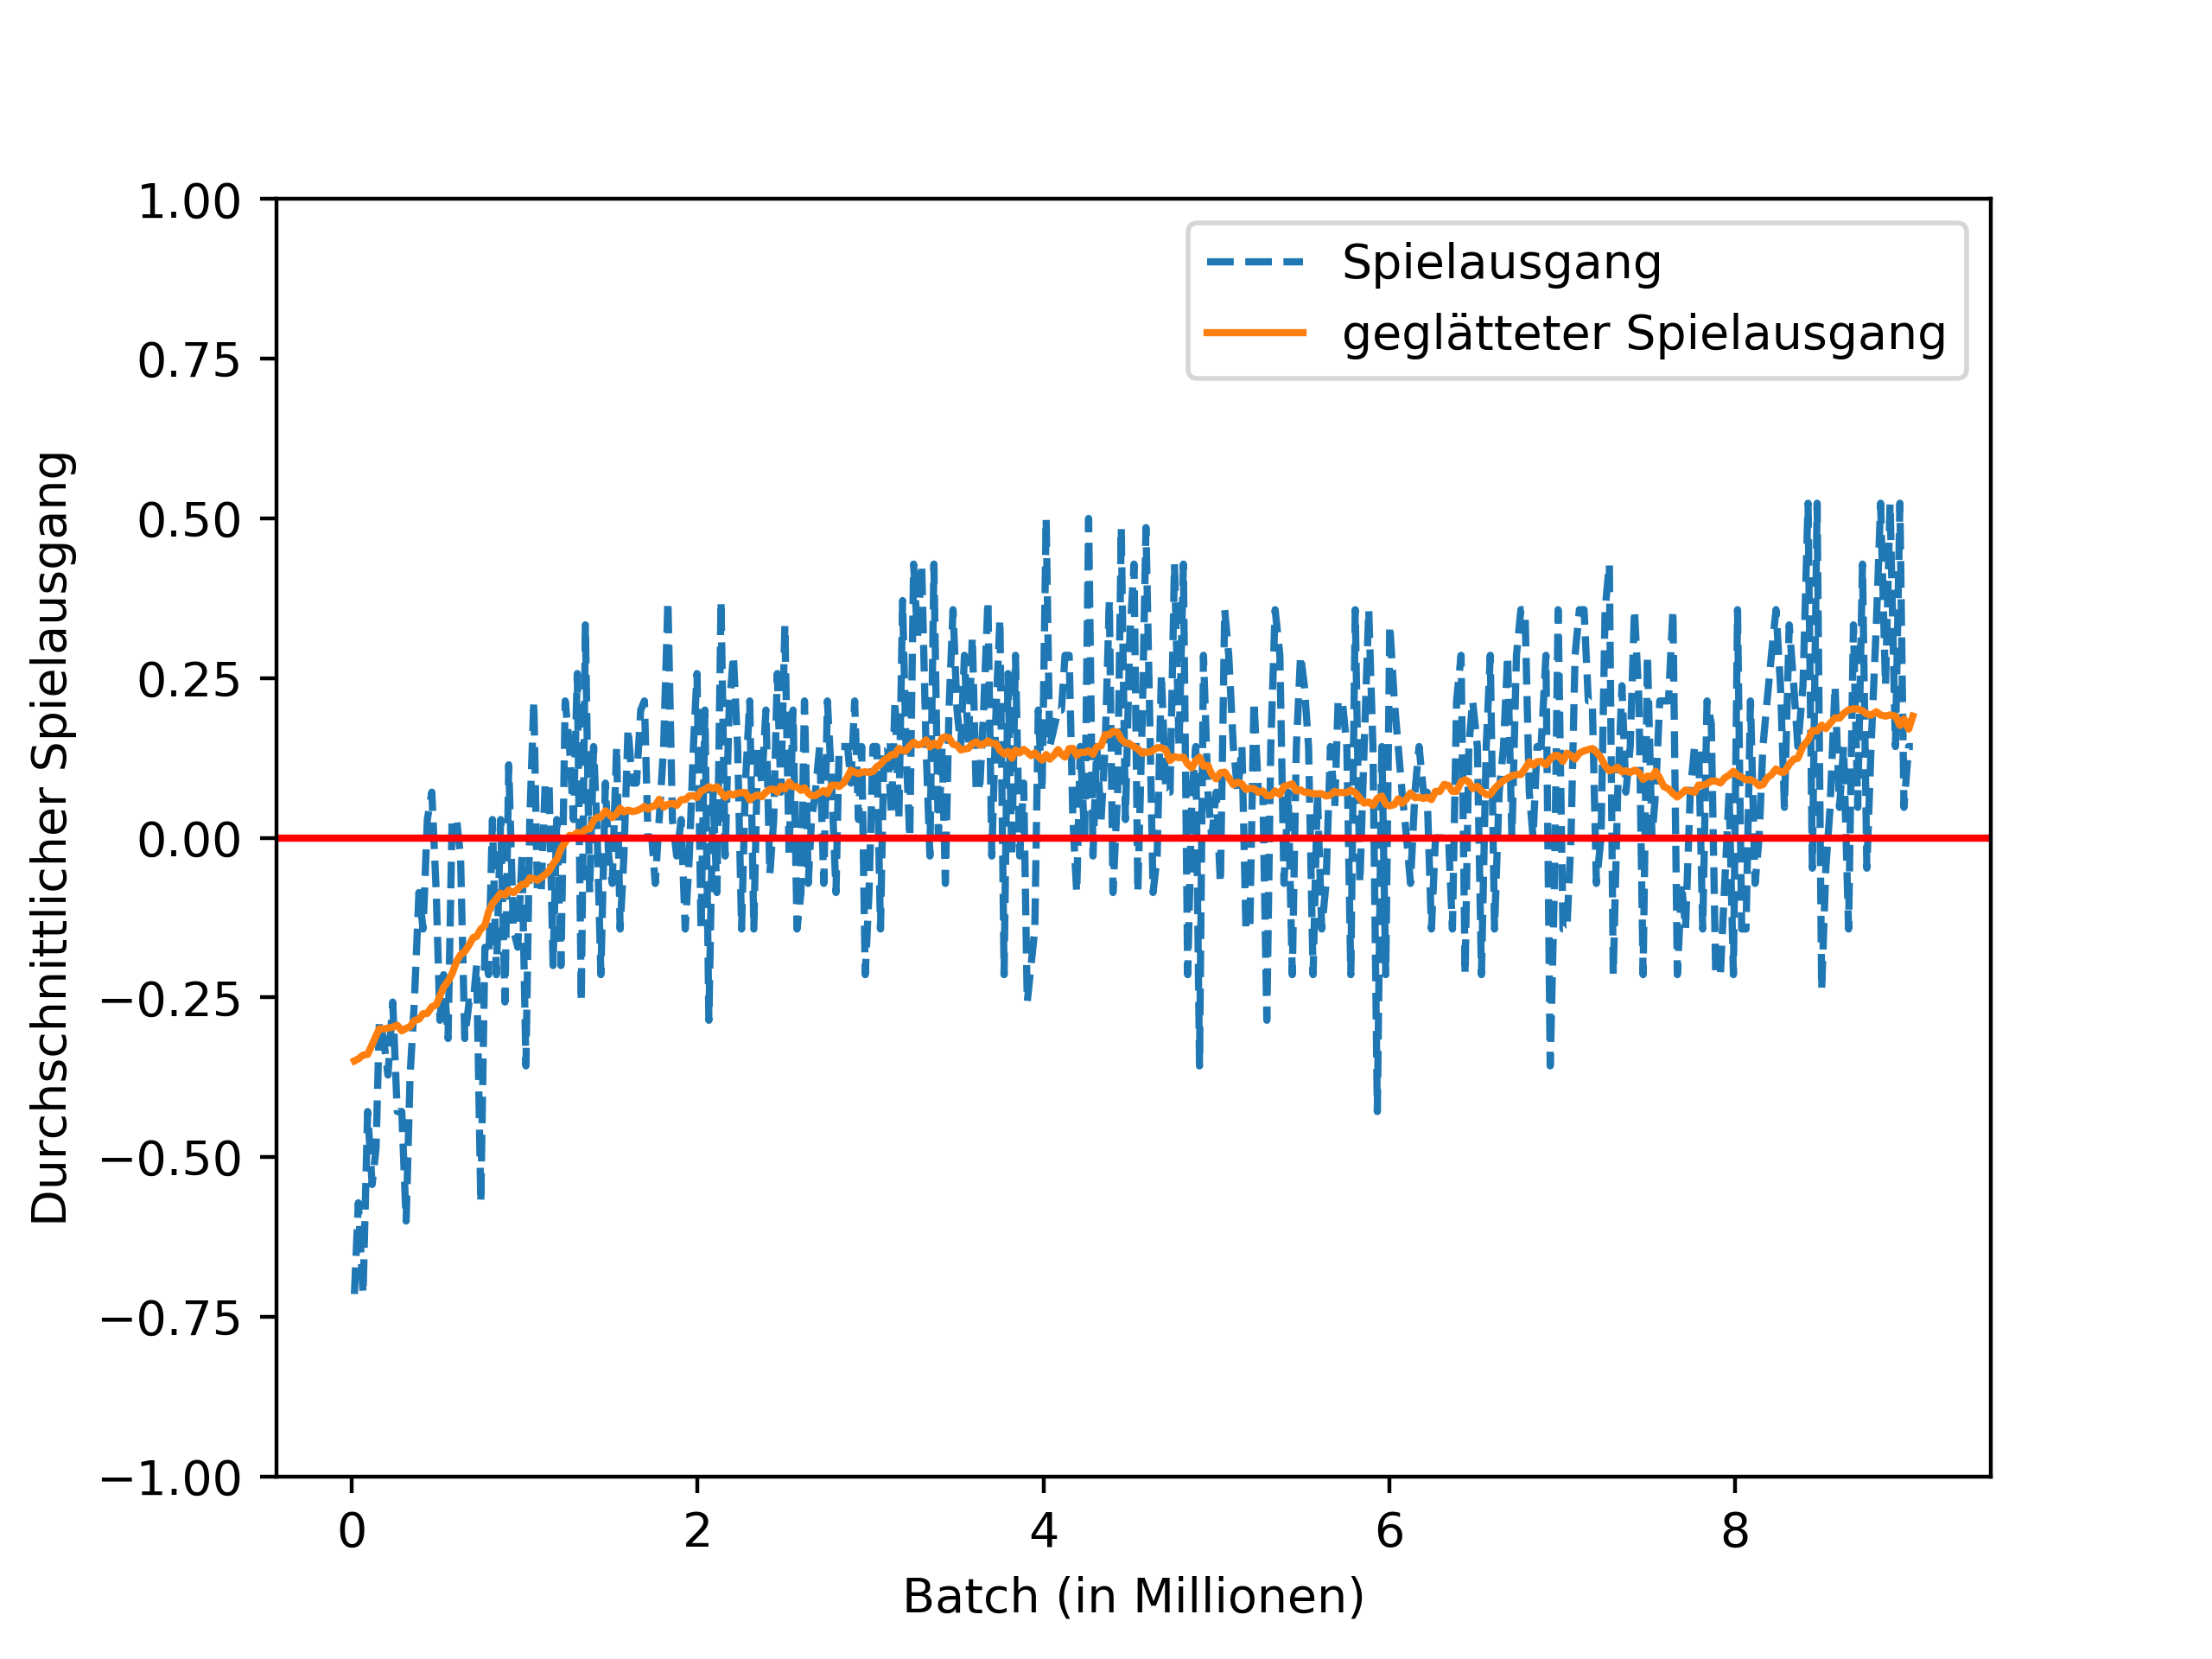 Spielausgang
geglätteter Spielausgang
Durchschnittlicher Spielausgang
1.00
0.75
0.50
0.25
0.00
−0.25
−0.50
−0.75
−1.00
0 2 4 6 8
Batch (in Millionen)